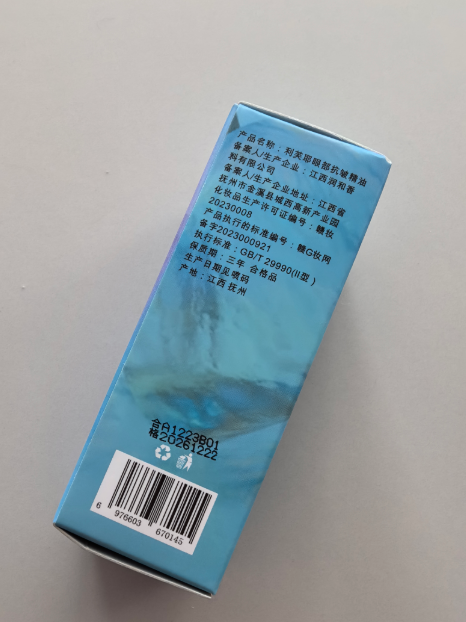 产品名称：利芙耶眼部抗皱精油
备案人/生产企业：江西润和香
料有限公司
备案人/生产企业地址：江西省
抚州市金溪县城西高新产业园
化妆品生产许可证编号：赣妆
20230008
产品执行的标准编号：赣G妆网
备字2023000921
执行标准：GB/T 29990(II型)
保质期：三年 合格品
生产日期见喷码
产地：江西 抚州
合A1223B01
格20261222
6 976603 670145